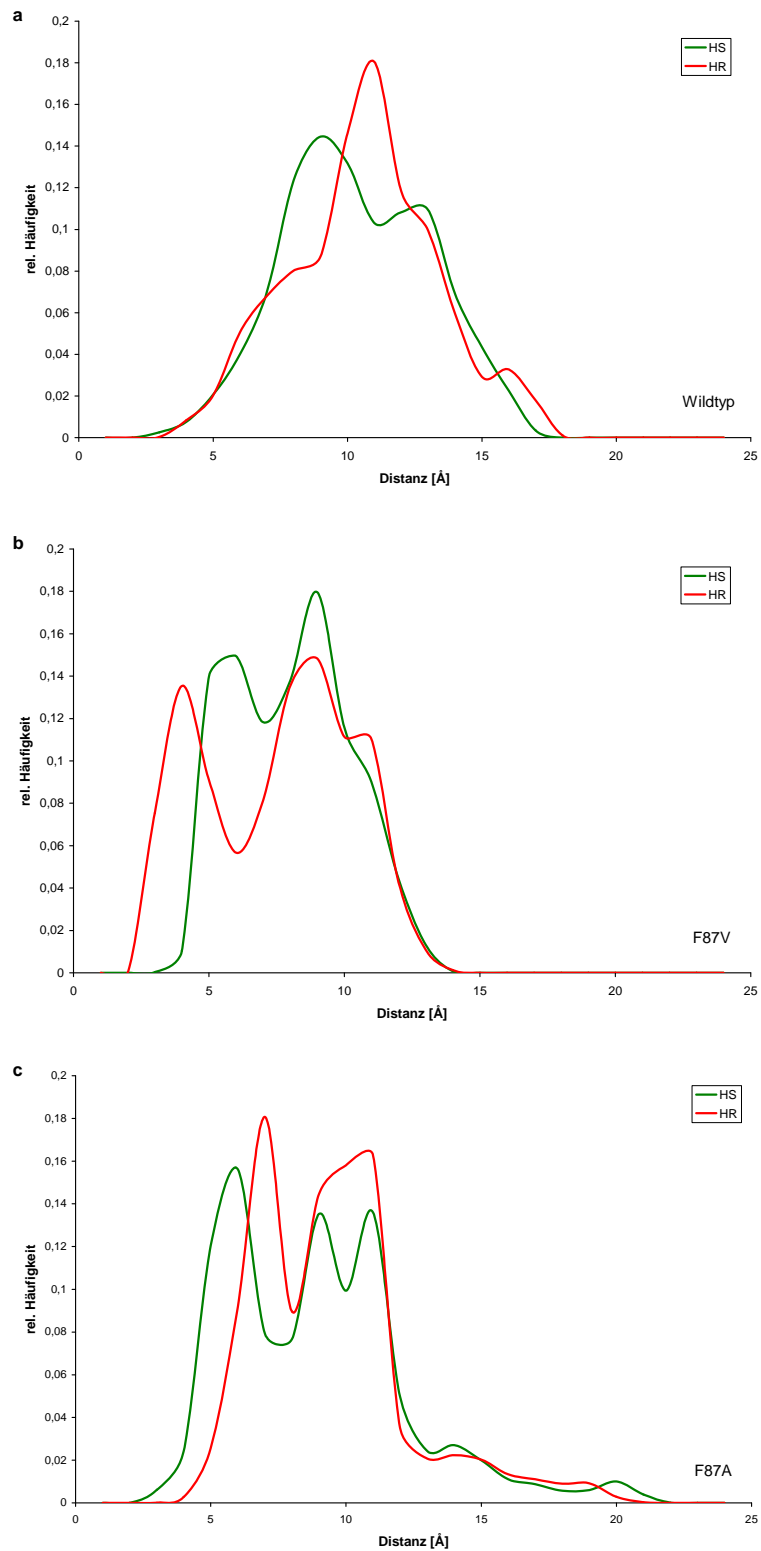 a
0,2
HS
HR
0,18
0,16
0,14
0,12
0,1
0,08
0,06
0,04
0,02
0
rel. Häufigkeit
Wildtyp
0 5 10 15 20 25
Distanz [Å]
b
0,2
HS
HR
0,18
0,16
0,14
0,12
0,1
0,08
0,06
0,04
0,02
0
rel. Häufigkeit
F87V
0 5 10 15 20 25
Distanz [Å]
c
0,2
HS
HR
0,18
0,16
0,14
0,12
0,1
0,08
0,06
0,04
0,02
0
rel. Häufigkeit
F87A
0 5 10 15 20 25
Distanz [Å]